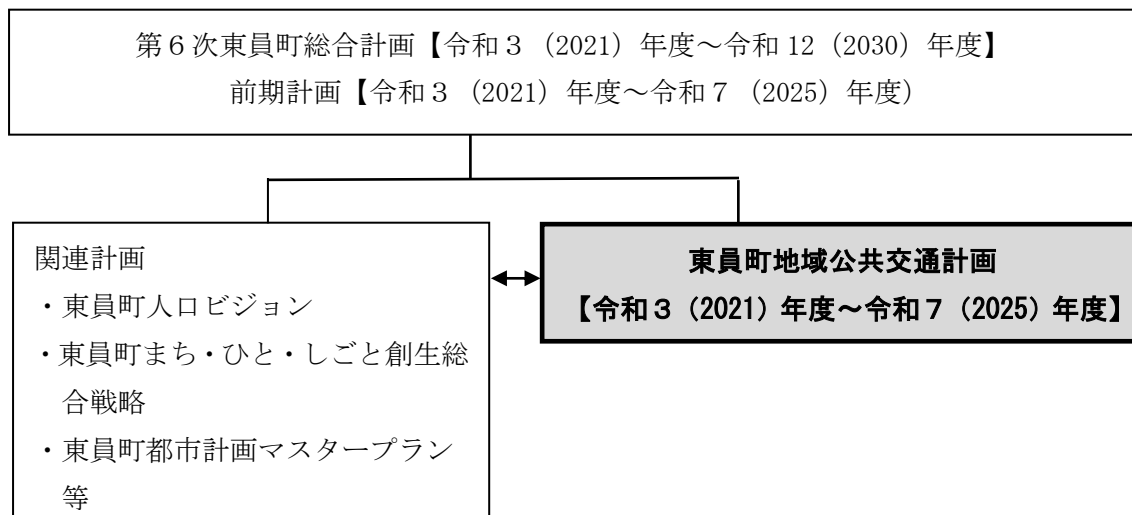 第６次東員町総合計画【令和３（2021）年度～令和 12（2030）年度】
前期計画【令和３（2021）年度～令和７（2025）年度）
関連計画
・東員町人口ビジョン
・東員町まち・ひと・しごと創生総
合戦略
・東員町都市計画マスタープラン
等
東員町地域公共交通計画
【令和３（2021）年度～令和７（2025）年度】